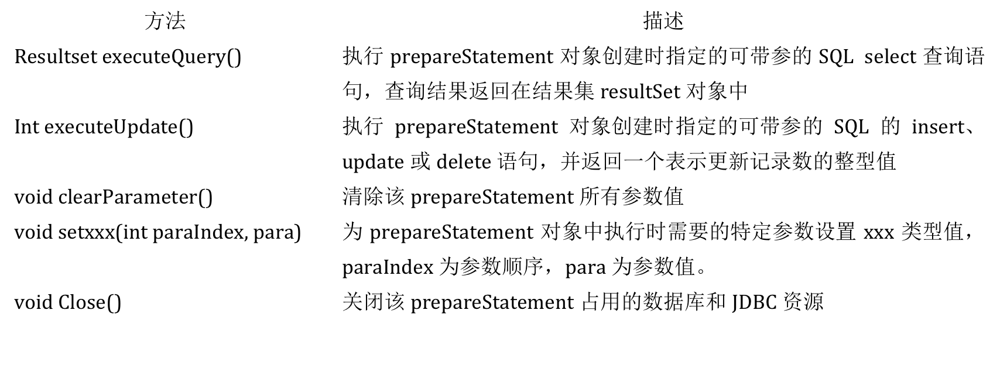 方法 描述
Resultset executeQuery() 执行 prepareStatement 对象创建时指定的可带参的 SQL select 查询语
句，查询结果返回在结果集 resultSet 对象中
Int executeUpdate() 执行 prepareStatement 对象创建时指定的可带参的 SQL 的 insert、
update 或 delete 语句，并返回一个表示更新记录数的整型值
void clearParameter() 清除该 prepareStatement 所有参数值
void setxxx(int paraIndex, para) 为 prepareStatement 对象中执行时需要的特定参数设置 xxx 类型值，
paraIndex 为参数顺序，para 为参数值。
void Close() 关闭该 prepareStatement 占用的数据库和 JDBC 资源